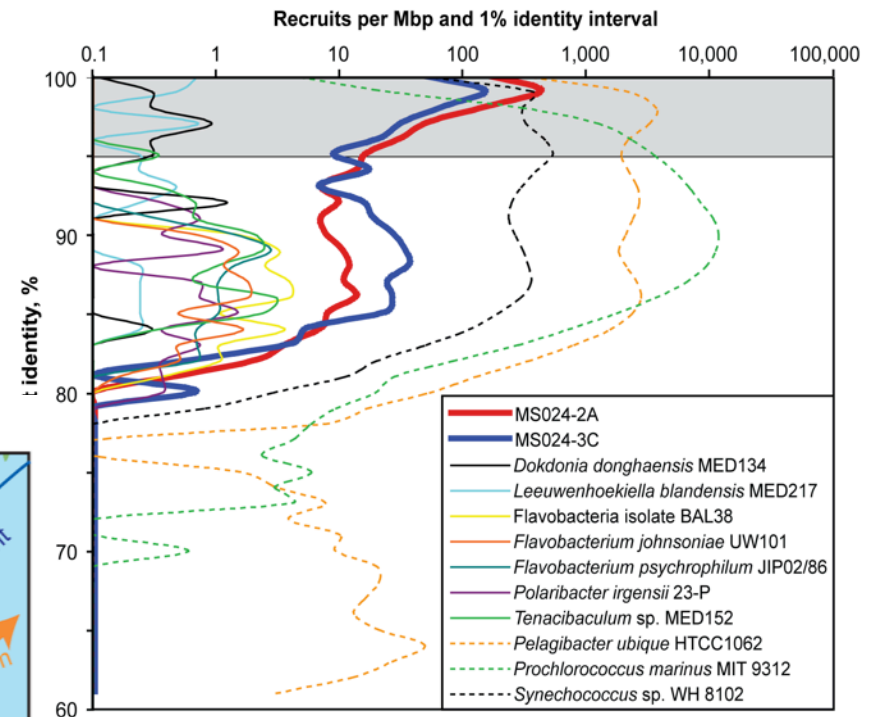 Recruits per Mbp and 1% identity interval
0.1 1 10 100 1,000 10,000 100,000
100
90
80
70
60
identity, %
MS024-2A
MS024-3C
Dokdonia donghaensis MED134
Leeuwenhoekiella blandensis MED217
Flavobacteria isolate BAL38
Flavobacterium johnsoniae UW101
Flavobacterium psychrophilum JIP02/86
Polaribacter irgensii 23-P
Tenacibaculum sp. MED152
Pelagibacter ubique HTCC1062
Prochlorococcus marinus MIT 9312
Synechococcus sp. WH 8102